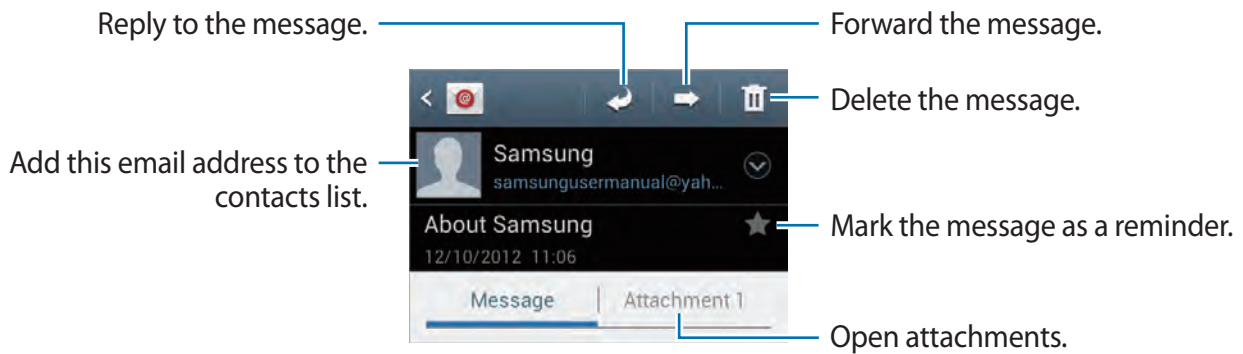 Reply to the message.
Forward the message.
Delete the message.
Add this email address to the
contacts list.
Samsung
samsungusermanual@yah...
About Samsung
12/10/2012 11:06
Mark the message as a reminder.
Message
Attachment 1
Open attachments.